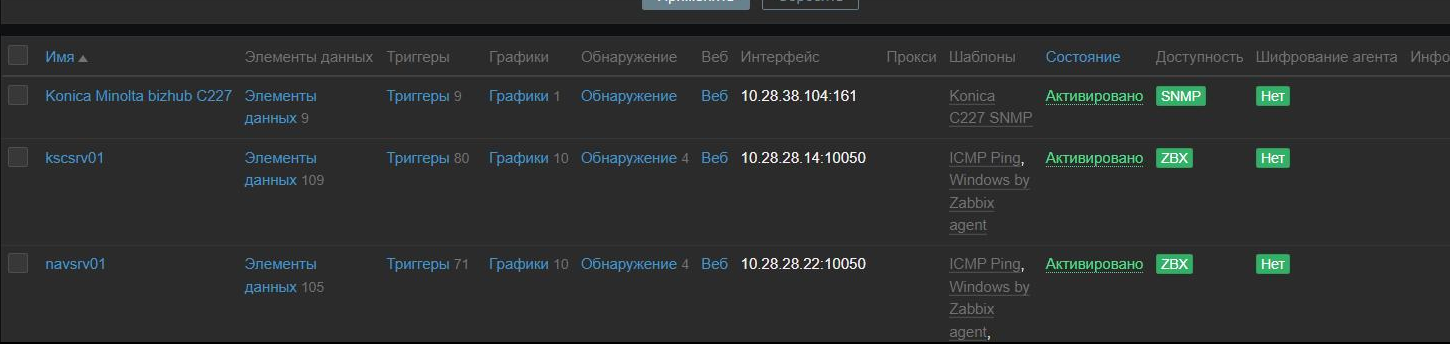 Применить Сбросить
Имя Элементы данных Триггеры Графики Обнаружение Веб Интерфейс Прокси Шаблоны Состояние Доступность Шифрование агента Инфо
Konica Minolta bizhub C227 Элементы Триггеры 9 Графики 1 Обнаружение Веб 10.28.38.104:161 Konica Активировано SNMP Нет
данных 9 C227 SNMP
kscsrv01 Элементы Триггеры 80 Графики 10 Обнаружение 4 Веб 10.28.28.14:10050 ICMP Ping, Активировано ZBX Нет
данных 109 Windows by
Zabbix
agent
navsrv01 Элементы Триггеры 71 Графики 10 Обнаружение 4 Веб 10.28.28.22:10050 ICMP Ping, Активировано ZBX Нет
данных 105 Windows by
Zabbix
agent,